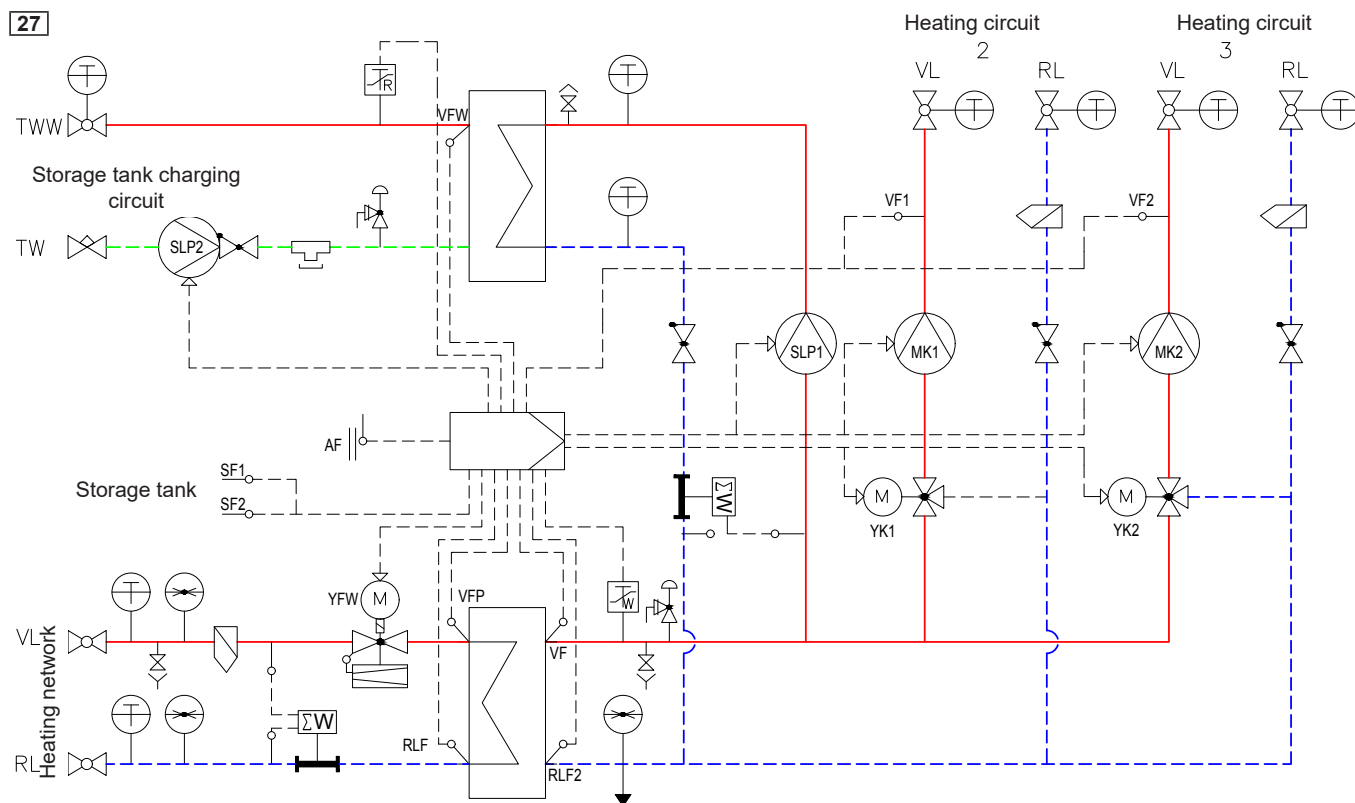 27
Heating circuit
2
Heating circuit
3
VL
RL
VL
RL
T
T
T
T
T
R
T
TWW
VFW
Storage tank charging
circuit
T
VF1
VF2
TW
SLP2
SLP1
MK1
MK2
AF
SF1
Storage tank
SF2
ΣW
M
YK1
M
YK2
T
YFW
M
VFP
W
VL
VF
Heating network
T
ΣW
RLF
RL
RLF2